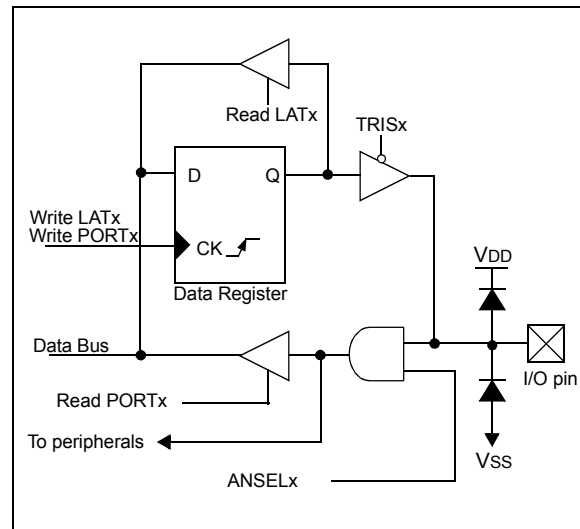 Read LATx
TRISx
D Q
Write LATx
Write PORTx
CK
Data Register
VDD
Data Bus
I/O pin
Read PORTx
To peripherals
VSS
ANSELx